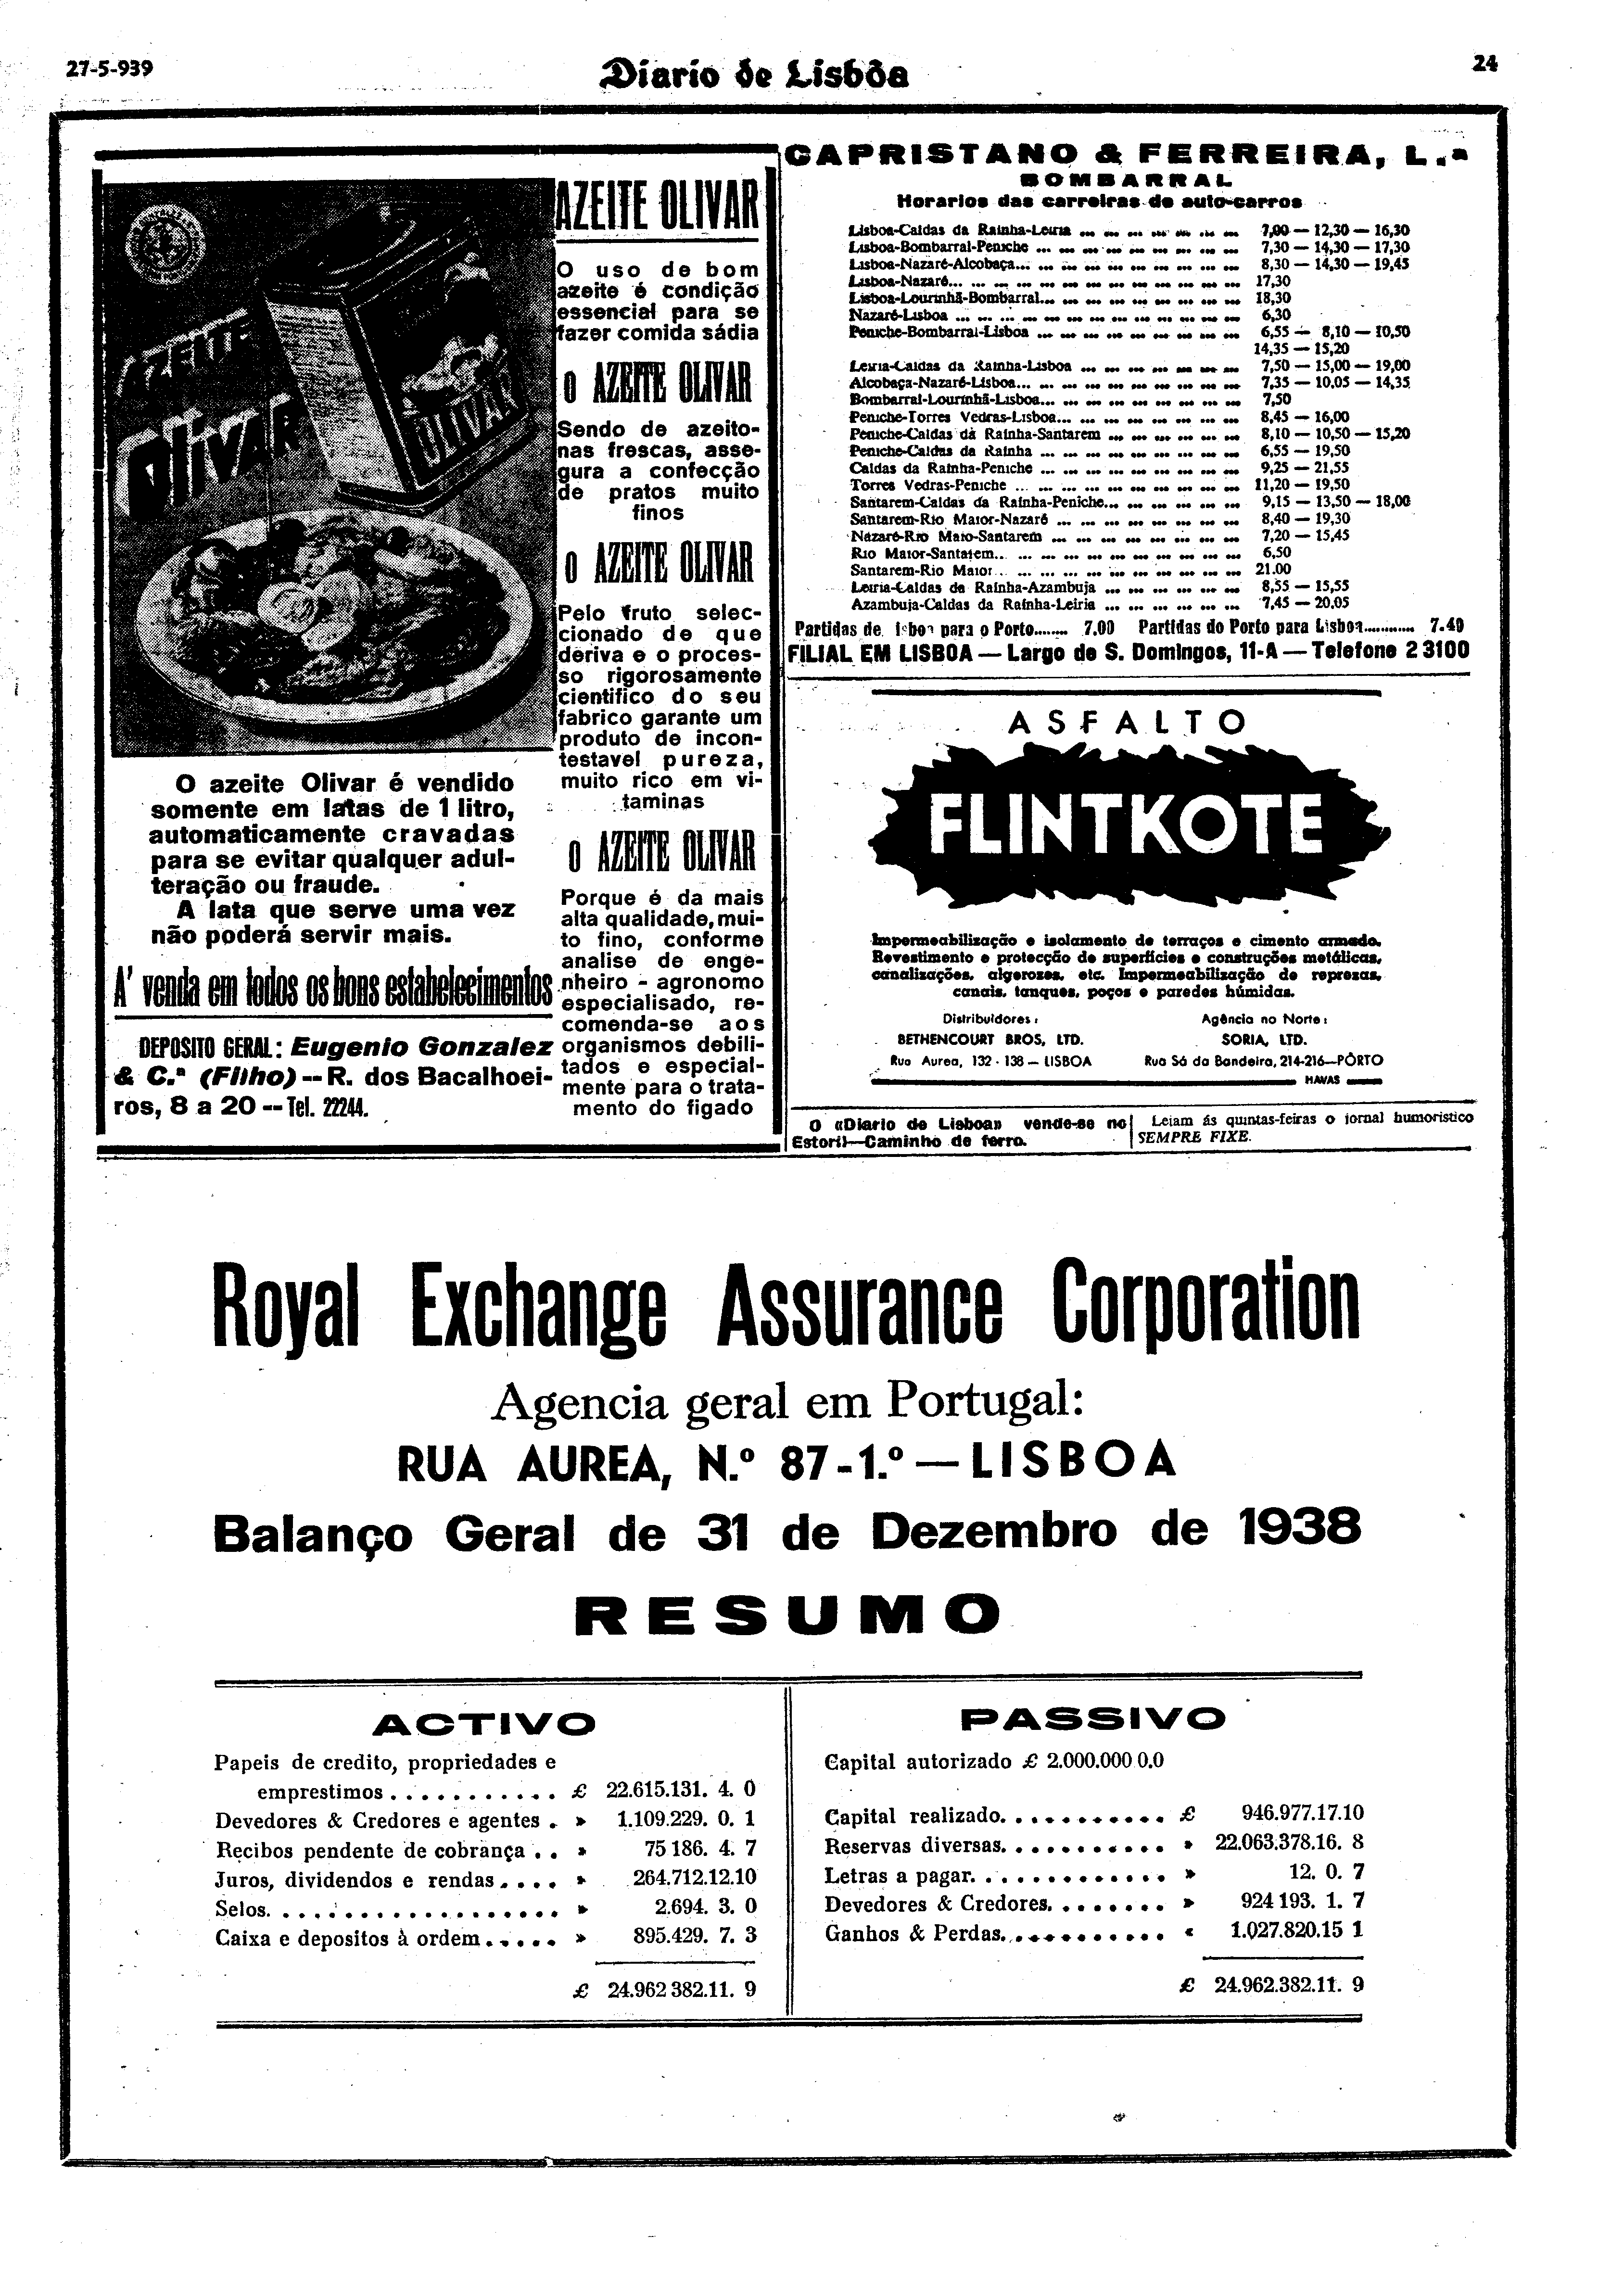 27-5-939
Diario de Lisbôa
24
AZEITE
Olivar
OLIVAR
AZEITE OLIVAR
O uso de bom
azeite é condição
essencial para se
fazer comida sádia
O AZEITE OLIVAR
Sendo de azeito-
nas frescas, asse-
gura a confecção
de pratos muito
finos
O AZEITE OLIVAR
Pelo fruto selec-
cionado de que
deriva e o proces-
so rigorosamente
cientifico do seu
fabrico garante um
produto de incon-
testavel pureza,
muito rico em vi-
taminas
O AZEITE OLIVAR
Porque é da mais
alta qualidade, mui-
to fino, conforme
analise de enge-
nheiro - agronomo
especialisado, re-
comenda-se aos
organismos debili-
tados e especial-
mente para o trata-
mento do figado
O azeite Olivar é vendido
somente em latas de 1 litro,
automaticamente cravadas
para se evitar qualquer adul-
teração ou fraude.
A lata que serve uma vez
não poderá servir mais.
A' venda em todos os bons estabelecimentos
DEPOSITO GERAL: Eugenio Gonzalez
& C.ª (Filho) -- R. dos Bacalhoei-
ros, 8 a 20 -- Tel. 22244.
CAPRISTANO & FERREIRA, L.ª
BOMBARRAL
Horarios das carreiras de auto-carros
Lisboa-Caldas da Rainha-Leiria ... 7,00 — 12,30 — 16,30
Lisboa-Bombarral-Peniche ... 7,30 — 14,30 — 17,30
Lisboa-Nazaré-Alcobaça... 8,30 — 14,30 — 19,45
Lisboa-Nazaré... 17,30
Lisboa-Lourinhã-Bombarral... 18,30
Nazaré-Lisboa ... 6,30
Peniche-Bombarral-Lisboa ... 6,55 — 8,10 — 10,50
14,35 — 15,20
Leiria-Caldas da Rainha-Lisboa ... 7,50 — 15,00 — 19,00
Alcobaça-Nazaré-Lisboa... 7,35 — 10,05 — 14,35
Bombarral-Lourinhã-Lisboa... 7,50
Peniche-Torres Vedras-Lisboa... 8,45 — 16,00
Peniche-Caldas da Rainha-Santarem ... 8,10 — 10,50 — 15,20
Peniche-Caldas da Rainha ... 6,55 — 19,50
Caldas da Rainha-Peniche ... 9,25 — 21,55
Torres Vedras-Peniche ... 11,20 — 19,50
Santarem-Caldas da Rainha-Peniche... 9,15 — 13,50 — 18,00
Santarem-Rio Maior-Nazaré ... 8,40 — 19,30
Nazaré-Rio Maio-Santarem ... 7,20 — 15,45
Rio Maior-Santarem... 6,50
Santarem-Rio Maior... 21.00
Leiria-Caldas da Rainha-Azambuja ... 8,55 — 15,55
Azambuja-Caldas da Rainha-Leiria ... 7,45 — 20,05
Partidas de Lisboa para o Porto........ 7.00 Partidas do Porto para Lisboa........... 7.40
FILIAL EM LISBOA — Largo de S. Domingos, 11-A — Telefone 2 3100
ASFALTO
FLINTKOTE
Impermeabilização e isolamento de terraços e cimento armado.
Revestimento e protecção de superfícies e construções metálicas,
canalizações, algerozes, etc. Impermeabilização de reprezas,
canais, tanques, poços e paredes húmidas.
Distribuidores:
BETHENCOURT BROS, LTD.
Rua Aurea, 132 - 138 — LISBOA
Agência no Norte:
SORIA, LTD.
Rua Sá da Bandeira, 214-216—PÔRTO
HAVAS
O «Diario de Lisboa» vende-se no
Estoril—Caminho de ferro.
Leiam ás quintas-feiras o jornal humoristico
SEMPRE FIXE.
Royal Exchange Assurance Corporation
Agencia geral em Portugal:
RUA AUREA, N.º 87-1.º — LISBOA
Balanço Geral de 31 de Dezembro de 1938
RESUMO
ACTIVO
Papeis de credito, propriedades e
emprestimos . . . . . . . . . . . £ 22.615.131. 4. 0
Devedores & Credores e agentes . » 1.109.229. 0. 1
Recibos pendente de cobrança . . » 75 186. 4. 7
Juros, dividendos e rendas . . . . » 264.712.12.10
Selos. . . . . . . . . . . . . . . . . . » 2.694. 3. 0
Caixa e depositos à ordem . . . . . » 895.429. 7. 3
£ 24.962 382.11. 9
PASSIVO
Capital autorizado £ 2.000.000 0.0
Capital realizado. . . . . . . . . . . £ 946.977.17.10
Reservas diversas. . . . . . . . . . . » 22.063.378.16. 8
Letras a pagar. . . . . . . . . . . . . » 12. 0. 7
Devedores & Credores. . . . . . . . » 924 193. 1. 7
Ganhos & Perdas. . . . . . . . . . . « 1.027.820.15 1
£ 24.962.382.11. 9